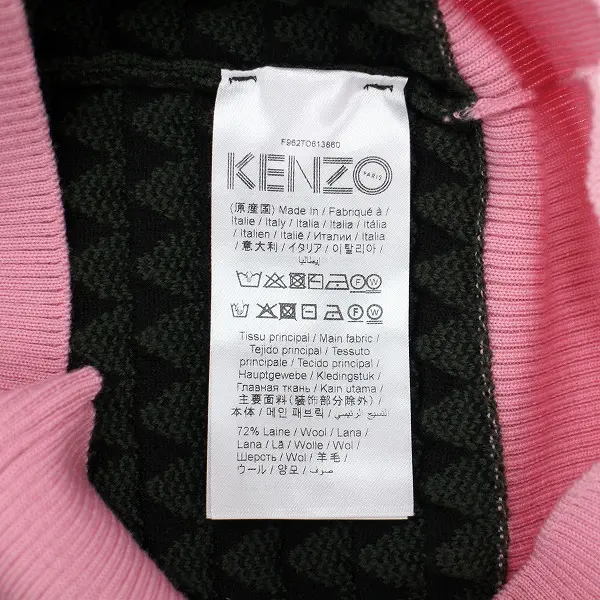 F962TO613860
KENZO
PARIS
(原産国) Made In / Fabriqué à /
Italie / Italy / Italia / Italia / Itália
/ Italien / Italië / Италии / Italia
/ 意大利 / イタリア / 이탈리아 /
إيطاليا
F W
F W
Tissu principal / Main fabric /
Tejido principal / Tessuto
principale / Tecido principal /
Hauptgewebe / Kledingstuk /
Главная ткань / Kain utama /
主要面料(装饰部分除外) /
本体 / 메인 패브릭 / النسيج الرئيسي
72% Laine / Wool / Lana /
Lana / Lã / Wolle / Wol /
Шерсть / Wol / 羊毛 /
ウール / 양모 / صوف